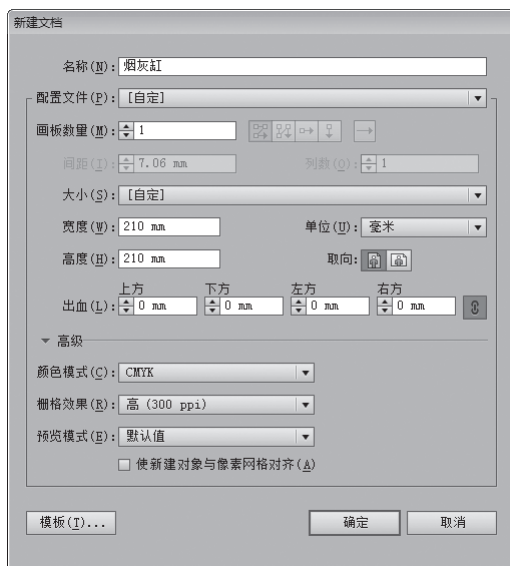 新建文档
名称(N): 烟灰缸
配置文件(P): [自定]
画板数量(M): 1
间距(I): 7.06 mm 列数(O): 1
大小(S): [自定]
宽度(W): 210 mm 单位(U): 毫米
高度(H): 210 mm 取向:
上方 下方 左方 右方
出血(L): 0 mm 0 mm 0 mm 0 mm
高级
颜色模式(C): CMYK
栅格效果(R): 高 (300 ppi)
预览模式(E): 默认值
使新建对象与像素网格对齐(A)
模板(T)... 确定 取消